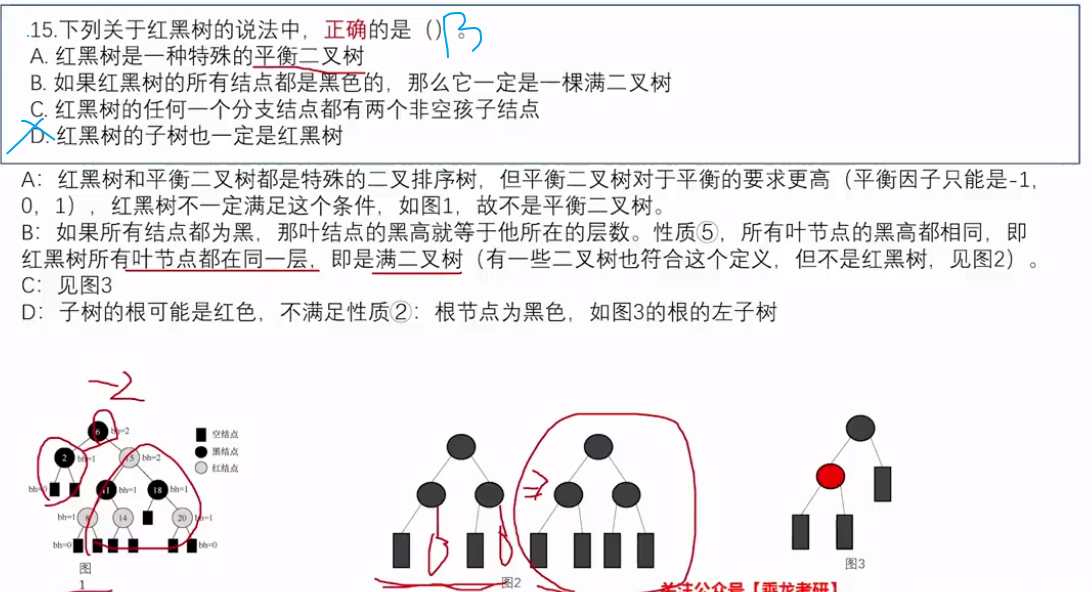 .15.下列关于红黑树的说法中，正确的是（）。B
A. 红黑树是一种特殊的平衡二叉树
B. 如果红黑树的所有结点都是黑色的，那么它一定是一棵满二叉树
C. 红黑树的任何一个分支结点都有两个非空孩子结点
D. 红黑树的子树也一定是红黑树
A：红黑树和平衡二叉树都是特殊的二叉排序树，但平衡二叉树对于平衡的要求更高（平衡因子只能是-1，
0，1），红黑树不一定满足这个条件，如图1，故不是平衡二叉树。
B：如果所有结点都为黑，那叶结点的黑高就等于他所在的层数。性质⑤，所有叶节点的黑高都相同，即
红黑树所有叶节点都在同一层，即是满二叉树（有一些二叉树也符合这个定义，但不是红黑树，见图2）。
C：见图3
D：子树的根可能是红色，不满足性质②：根节点为黑色，如图3的根的左子树
-2
6 bh=2
空结点
2 bh=1 15 bh=2 黑结点
红结点
bh=0 11 bh=1 18 bh=1
bh=1 8 14 20 bh=1
bh=0 bh=0
图
1
图2
图3
关注公众号【乘龙考研】